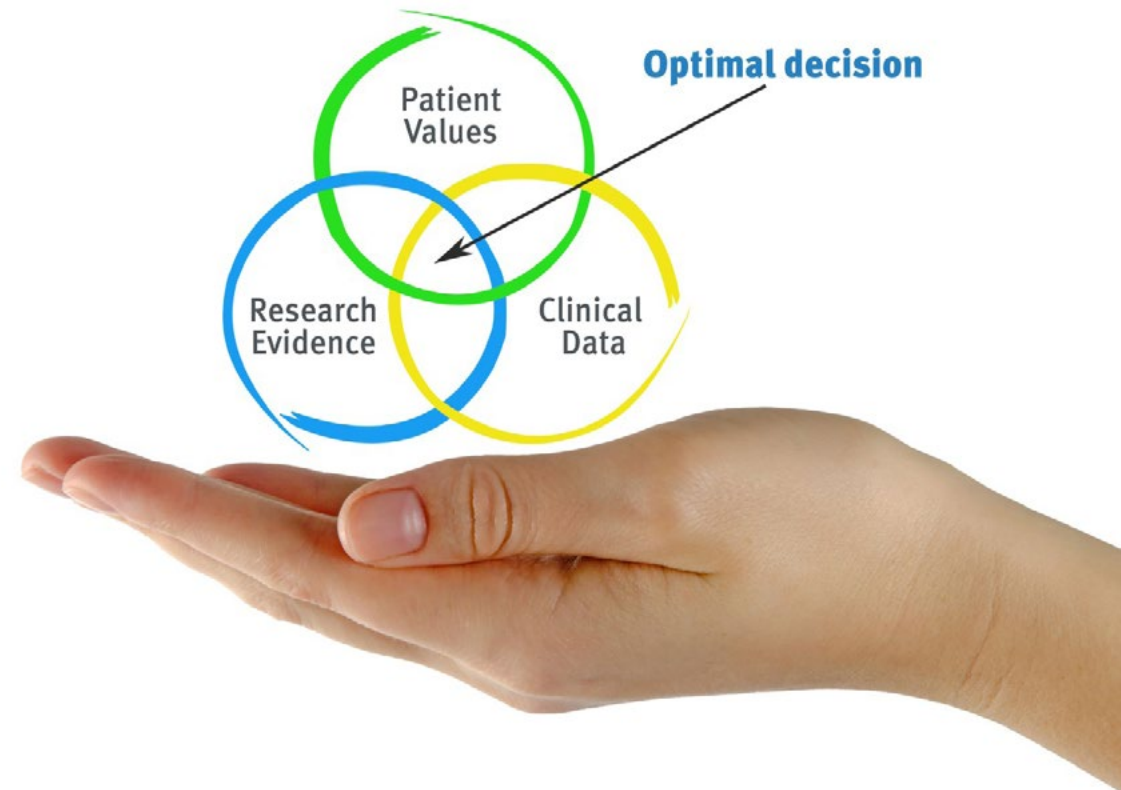 Optimal decision
Patient
Values
Research
Evidence
Clinical
Data